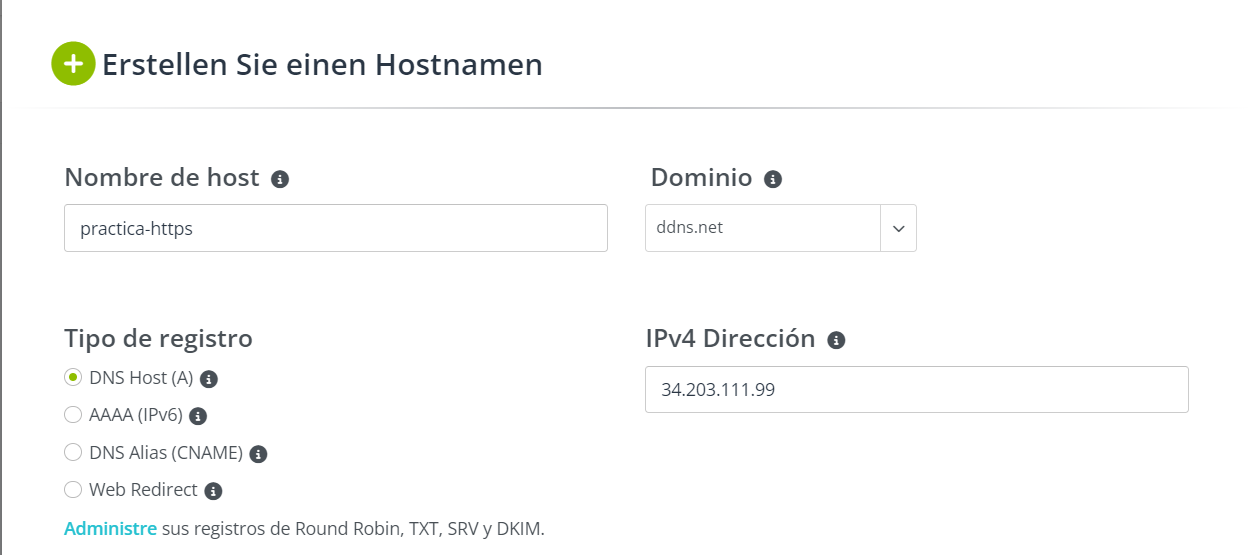 Erstellen Sie einen Hostnamen
Nombre de host
Dominio
practica-https
ddns.net
Tipo de registro
IPv4 Dirección
DNS Host (A)
34.203.111.99
AAAA (IPv6)
DNS Alias (CNAME)
Web Redirect
Administre sus registros de Round Robin, TXT, SRV y DKIM.